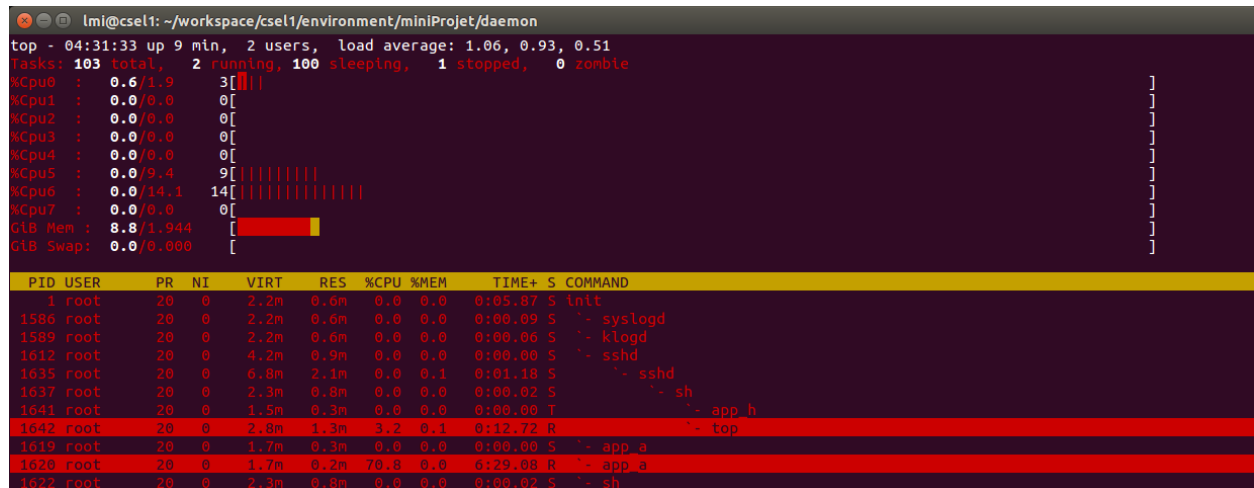 lmi@csel1: ~/workspace/csel1/environment/miniProjet/daemon
top - 04:31:33 up 9 min,  2 users,  load average: 1.06, 0.93, 0.51
Tasks: 103 total,   2 running, 100 sleeping,   1 stopped,   0 zombie
%Cpu0  :   0.6/1.9     3[|||                                        ]
%Cpu1  :   0.0/0.0     0[                                           ]
%Cpu2  :   0.0/0.0     0[                                           ]
%Cpu3  :   0.0/0.0     0[                                           ]
%Cpu4  :   0.0/0.0     0[                                           ]
%Cpu5  :   0.0/9.4     9[|||||||||                                  ]
%Cpu6  :   0.0/14.1   14[||||||||||||||                             ]
%Cpu7  :   0.0/0.0     0[                                           ]
GiB Mem :  8.8/1.944    [                                           ]
GiB Swap:  0.0/0.000    [                                           ]
PID USER      PR  NI    VIRT    RES  %CPU %MEM     TIME+ S COMMAND
1 root      20   0    2.2m   0.6m   0.0  0.0   0:05.87 S init
1586 root      20   0    2.2m   0.6m   0.0  0.0   0:00.09 S  `- syslogd
1589 root      20   0    2.2m   0.6m   0.0  0.0   0:00.06 S  `- klogd
1612 root      20   0    4.2m   0.9m   0.0  0.0   0:00.00 S  `- sshd
1635 root      20   0    6.8m   2.1m   0.0  0.1   0:01.18 S      `- sshd
1637 root      20   0    2.3m   0.8m   0.0  0.0   0:00.02 S          `- sh
1641 root      20   0    1.5m   0.3m   0.0  0.0   0:00.00 T              `- app_h
1642 root      20   0    2.8m   1.3m   3.2  0.1   0:12.72 R              `- top
1619 root      20   0    1.7m   0.3m   0.0  0.0   0:00.00 S  `- app_a
1620 root      20   0    1.7m   0.2m  70.8  0.0   6:29.08 R  `- app_a
1622 root      20   0    2.3m   0.8m   0.0  0.0   0:00.02 S  `- sh